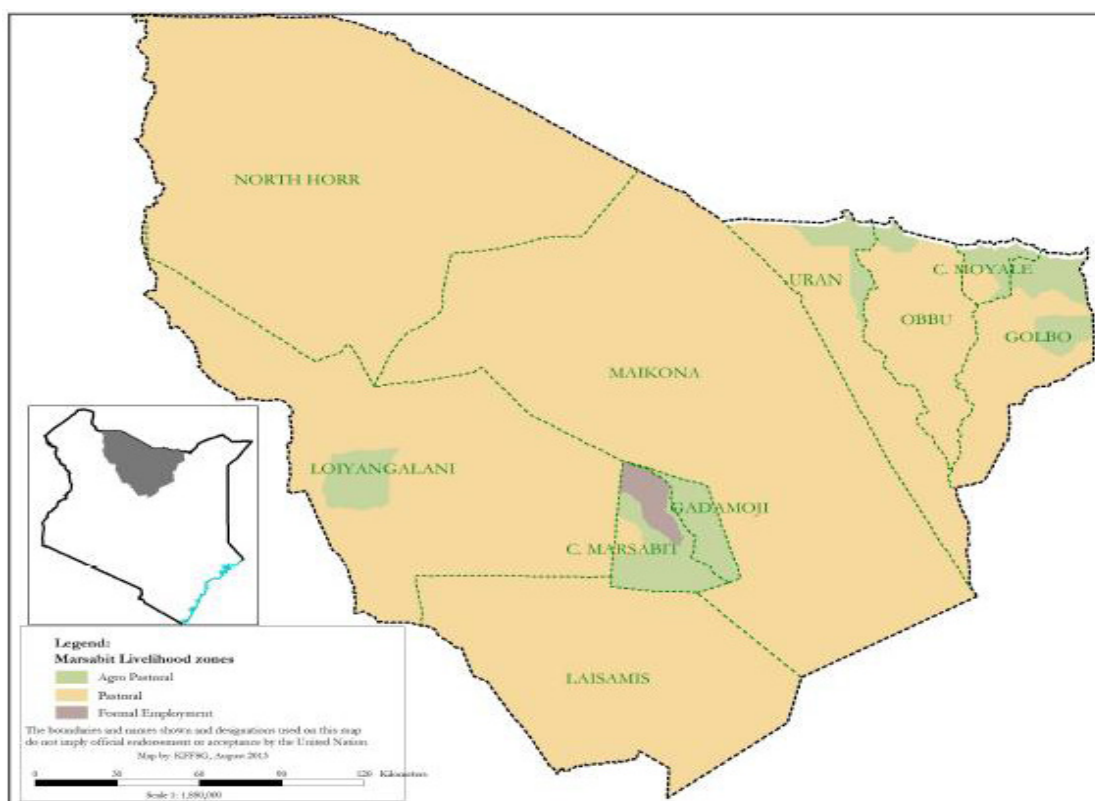 NORTH HORR
C. MOYALE
URAN
OBBU
GOLBO
MAIKONA
LOIYANGALANI
GADAMOJI
C. MARSABIT
LAISAMIS
Legend:
Marsabit Livelihood zones
Agro Pastoral
Pastoral
Formal Employment
The boundaries and names shown and designations used on this map
do not imply official endorsement or acceptance by the United Nation
Map by: KFFSG, August 2013
0 30 60 90 120 Kilometers
Scale 1: 1,880,000